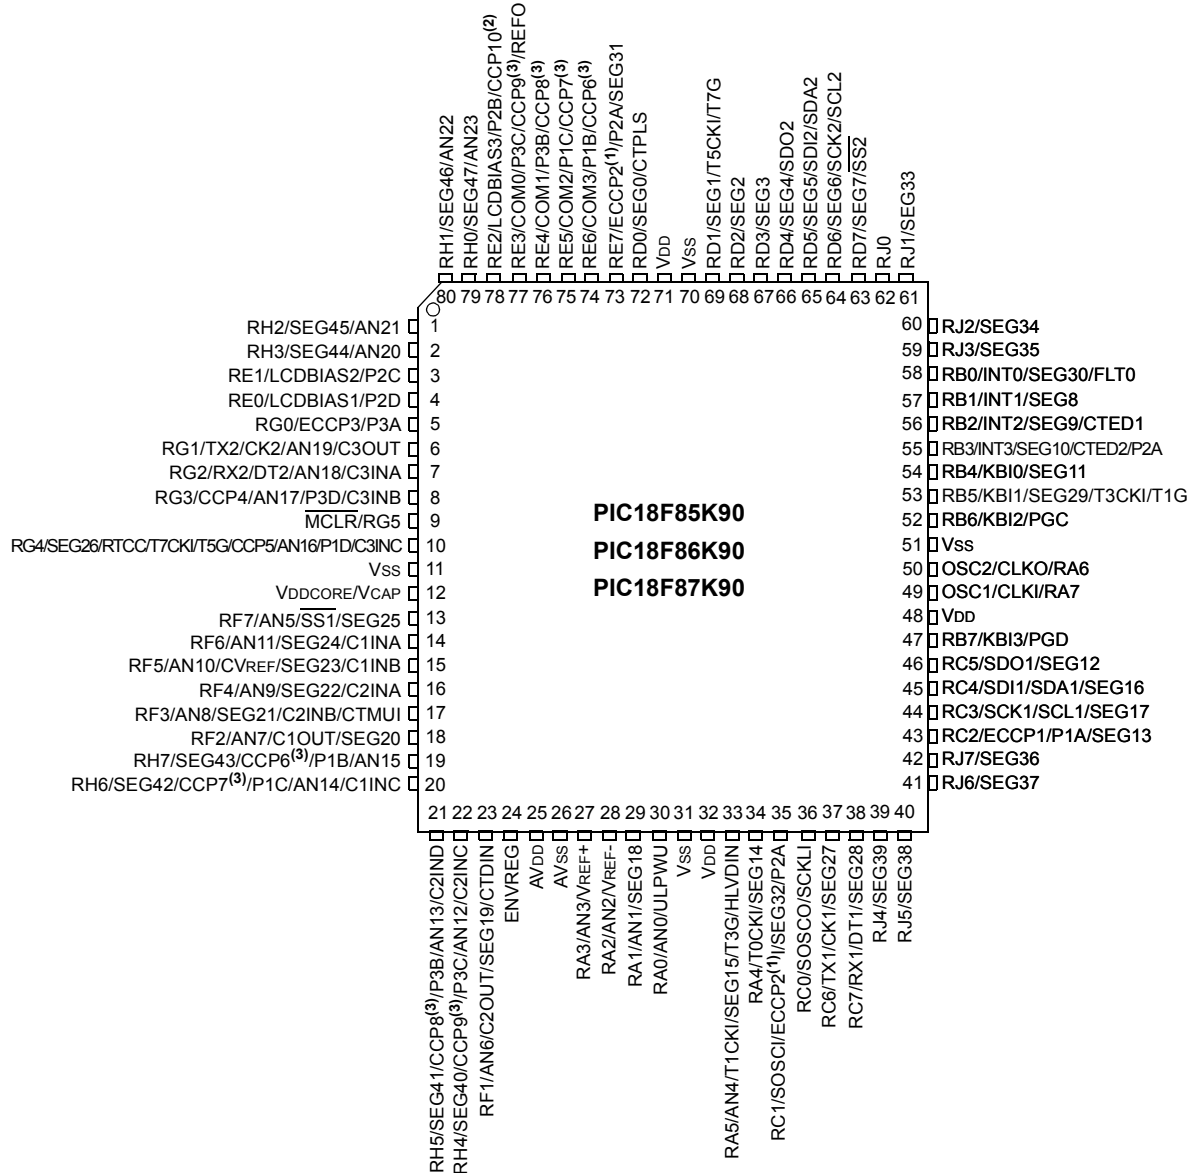 RH1/SEG46/AN22
RH0/SEG47/AN23
RE2/LCDBIAS3/P2B/CCP10(2)
RE3/COM0/P3C/CCP9(3)/REFO
RE4/COM1/P3B/CCP8(3)
RE5/COM2/P1C/CCP7(3)
RE6/COM3/P1B/CCP6(3)
RE7/ECCP2(1)/P2A/SEG31
RD0/SEG0/CTPLS
VDD
VSS
RD1/SEG1/T5CKI/T7G
RD2/SEG2
RD3/SEG3
RD4/SEG4/SDO2
RD5/SEG5/SDI2/SDA2
RD6/SEG6/SCK2/SCL2
RD7/SEG7/SS2
RJ0
RJ1/SEG33
80 79 78 77 76 75 74 73 72 71 70 69 68 67 66 65 64 63 62 61
RH2/SEG45/AN21 1
RH3/SEG44/AN20 2
RE1/LCDBIAS2/P2C 3
RE0/LCDBIAS1/P2D 4
RG0/ECCP3/P3A 5
RG1/TX2/CK2/AN19/C3OUT 6
RG2/RX2/DT2/AN18/C3INA 7
RG3/CCP4/AN17/P3D/C3INB 8
MCLR/RG5 9
RG4/SEG26/RTCC/T7CKI/T5G/CCP5/AN16/P1D/C3INC 10
VSS 11
VDDCORE/VCAP 12
RF7/AN5/SS1/SEG25 13
RF6/AN11/SEG24/C1INA 14
RF5/AN10/CVREF/SEG23/C1INB 15
RF4/AN9/SEG22/C2INA 16
RF3/AN8/SEG21/C2INB/CTMUI 17
RF2/AN7/C1OUT/SEG20 18
RH7/SEG43/CCP6(3)/P1B/AN15 19
RH6/SEG42/CCP7(3)/P1C/AN14/C1INC 20
PIC18F85K90
PIC18F86K90
PIC18F87K90
60 RJ2/SEG34
59 RJ3/SEG35
58 RB0/INT0/SEG30/FLT0
57 RB1/INT1/SEG8
56 RB2/INT2/SEG9/CTED1
55 RB3/INT3/SEG10/CTED2/P2A
54 RB4/KBI0/SEG11
53 RB5/KBI1/SEG29/T3CKI/T1G
52 RB6/KBI2/PGC
51 VSS
50 OSC2/CLKO/RA6
49 OSC1/CLKI/RA7
48 VDD
47 RB7/KBI3/PGD
46 RC5/SDO1/SEG12
45 RC4/SDI1/SDA1/SEG16
44 RC3/SCK1/SCL1/SEG17
43 RC2/ECCP1/P1A/SEG13
42 RJ7/SEG36
41 RJ6/SEG37
21 22 23 24 25 26 27 28 29 30 31 32 33 34 35 36 37 38 39 40
RH5/SEG41/CCP8(3)/P3B/AN13/C2IND
RH4/SEG40/CCP9(3)/P3C/AN12/C2INC
RF1/AN6/C2OUT/SEG19/CTDIN
ENVREG
AVDD
AVSS
RA3/AN3/VREF+
RA2/AN2/VREF-
RA1/AN1/SEG18
RA0/AN0/ULPWU
VSS
VDD
RA5/AN4/T1CKI/SEG15/T3G/HLVDIN
RA4/T0CKI/SEG14
RC1/SOSCI/ECCP2(1)I/SEG32/P2A
RC0/SOSCO/SCKLI
RC6/TX1/CK1/SEG27
RC7/RX1/DT1/SEG28
RJ4/SEG39
RJ5/SEG38